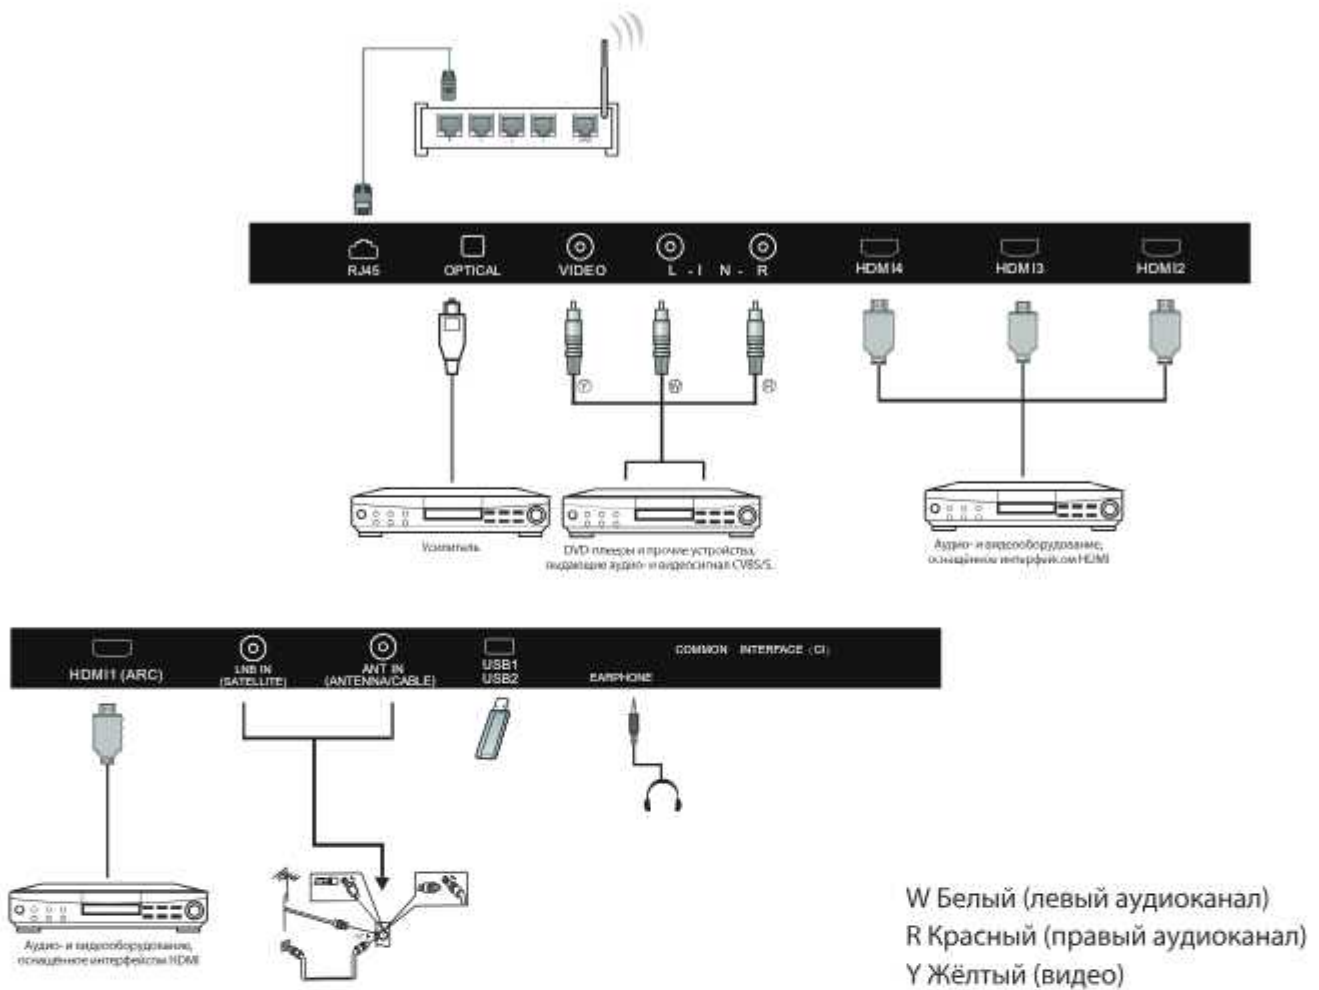 RJ45 OPTICAL VIDEO L - I N - R HDMI4 HDMI3 HDMI2
Y W R
Усилитель
DVD-плееры и прочие устройства,
выдающие аудио- и видеосигнал CVBS/S.
Аудио- и видеооборудование,
оснащённое интерфейсом HDMI
HDMI1 (ARC)
LNB IN
(SATELLITE)
ANT IN
(ANTENNA/CABLE)
USB1
USB2
EARPHONE
COMMON INTERFACE (CI)
Аудио- и видеооборудование,
оснащённое интерфейсом HDMI
W Белый (левый аудиоканал)
R Красный (правый аудиоканал)
Y Жёлтый (видео)